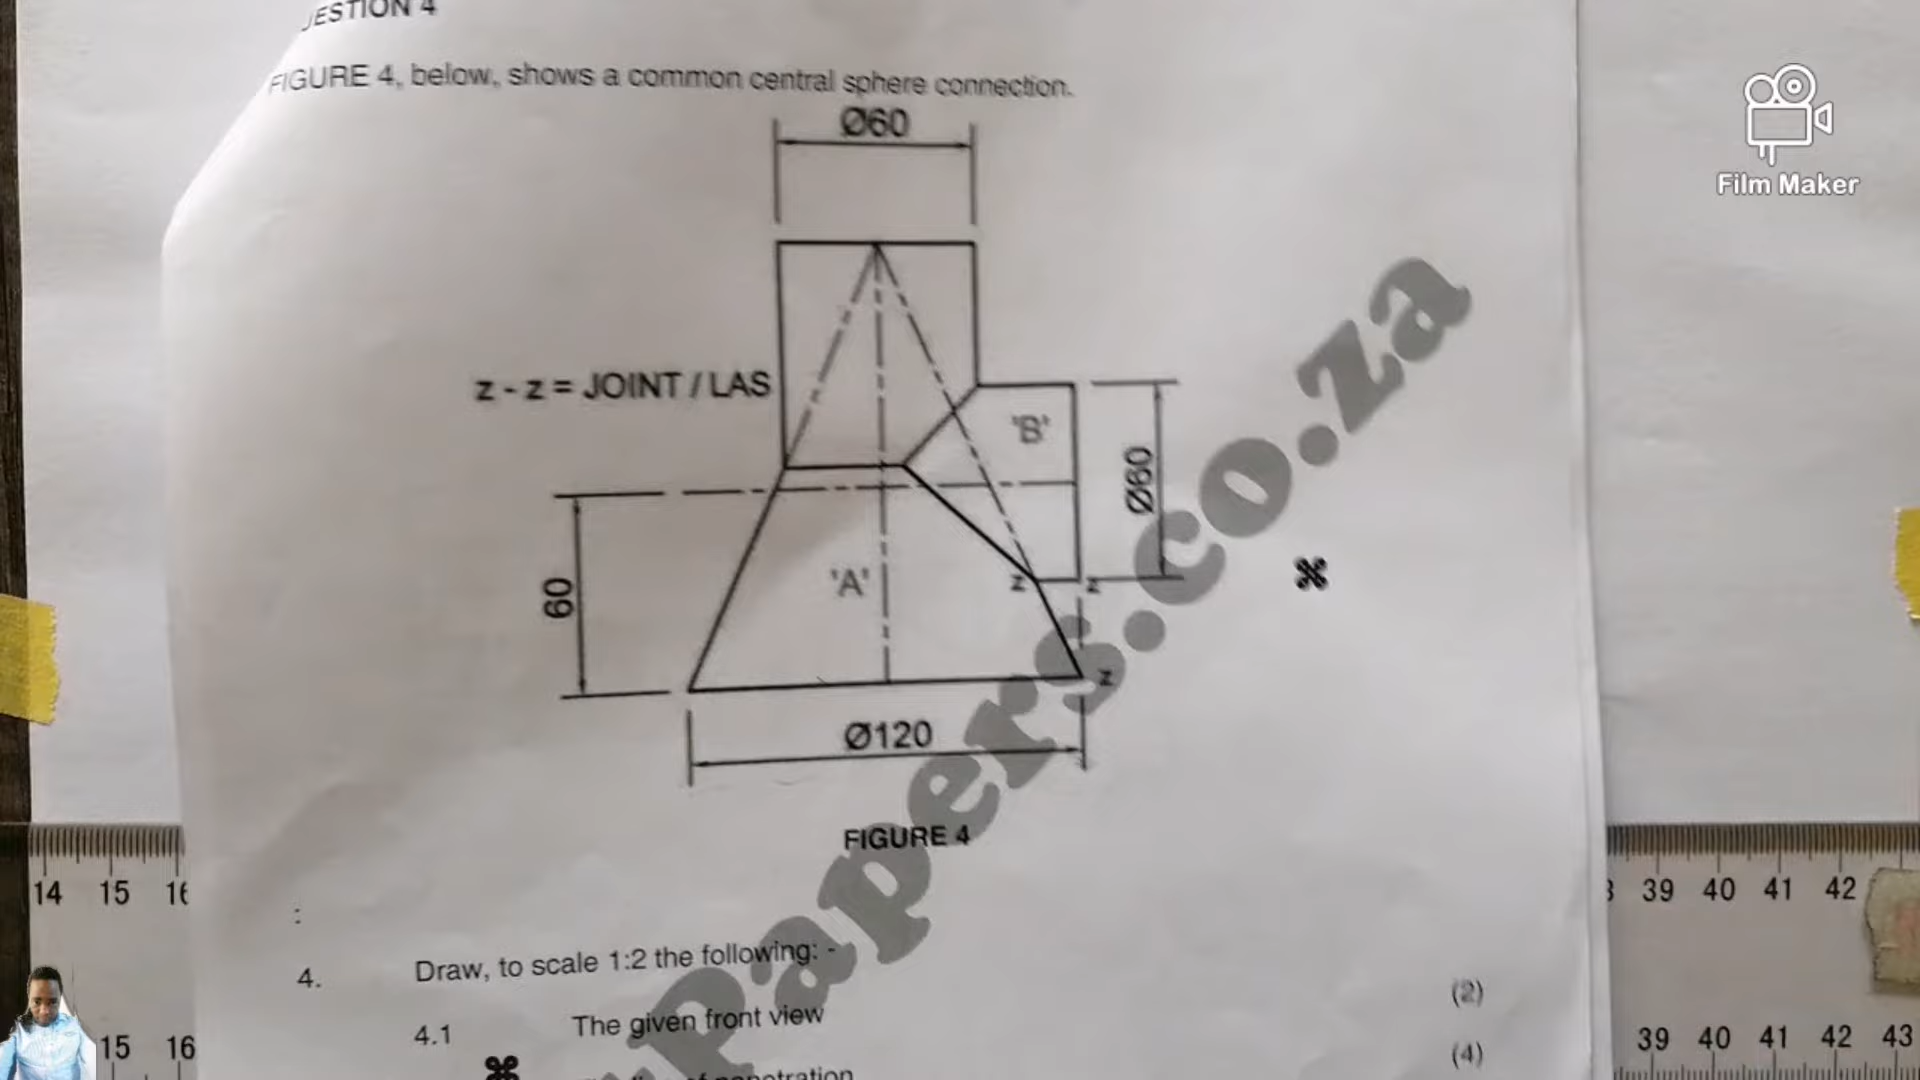 ESTION 4
FIGURE 4, below, shows a common central sphere connection.
Ø60
Film Maker
z - z = JOINT / LAS
'B'
Ø60
60
'A'
z
z
z
Ø120
FIGURE 4
Papers.co.za
14 15 16
39 40 41 42
:
4. Draw, to scale 1:2 the following: -
4.1 The given front view (2)
(4)
penetration
15 16
39 40 41 42 43